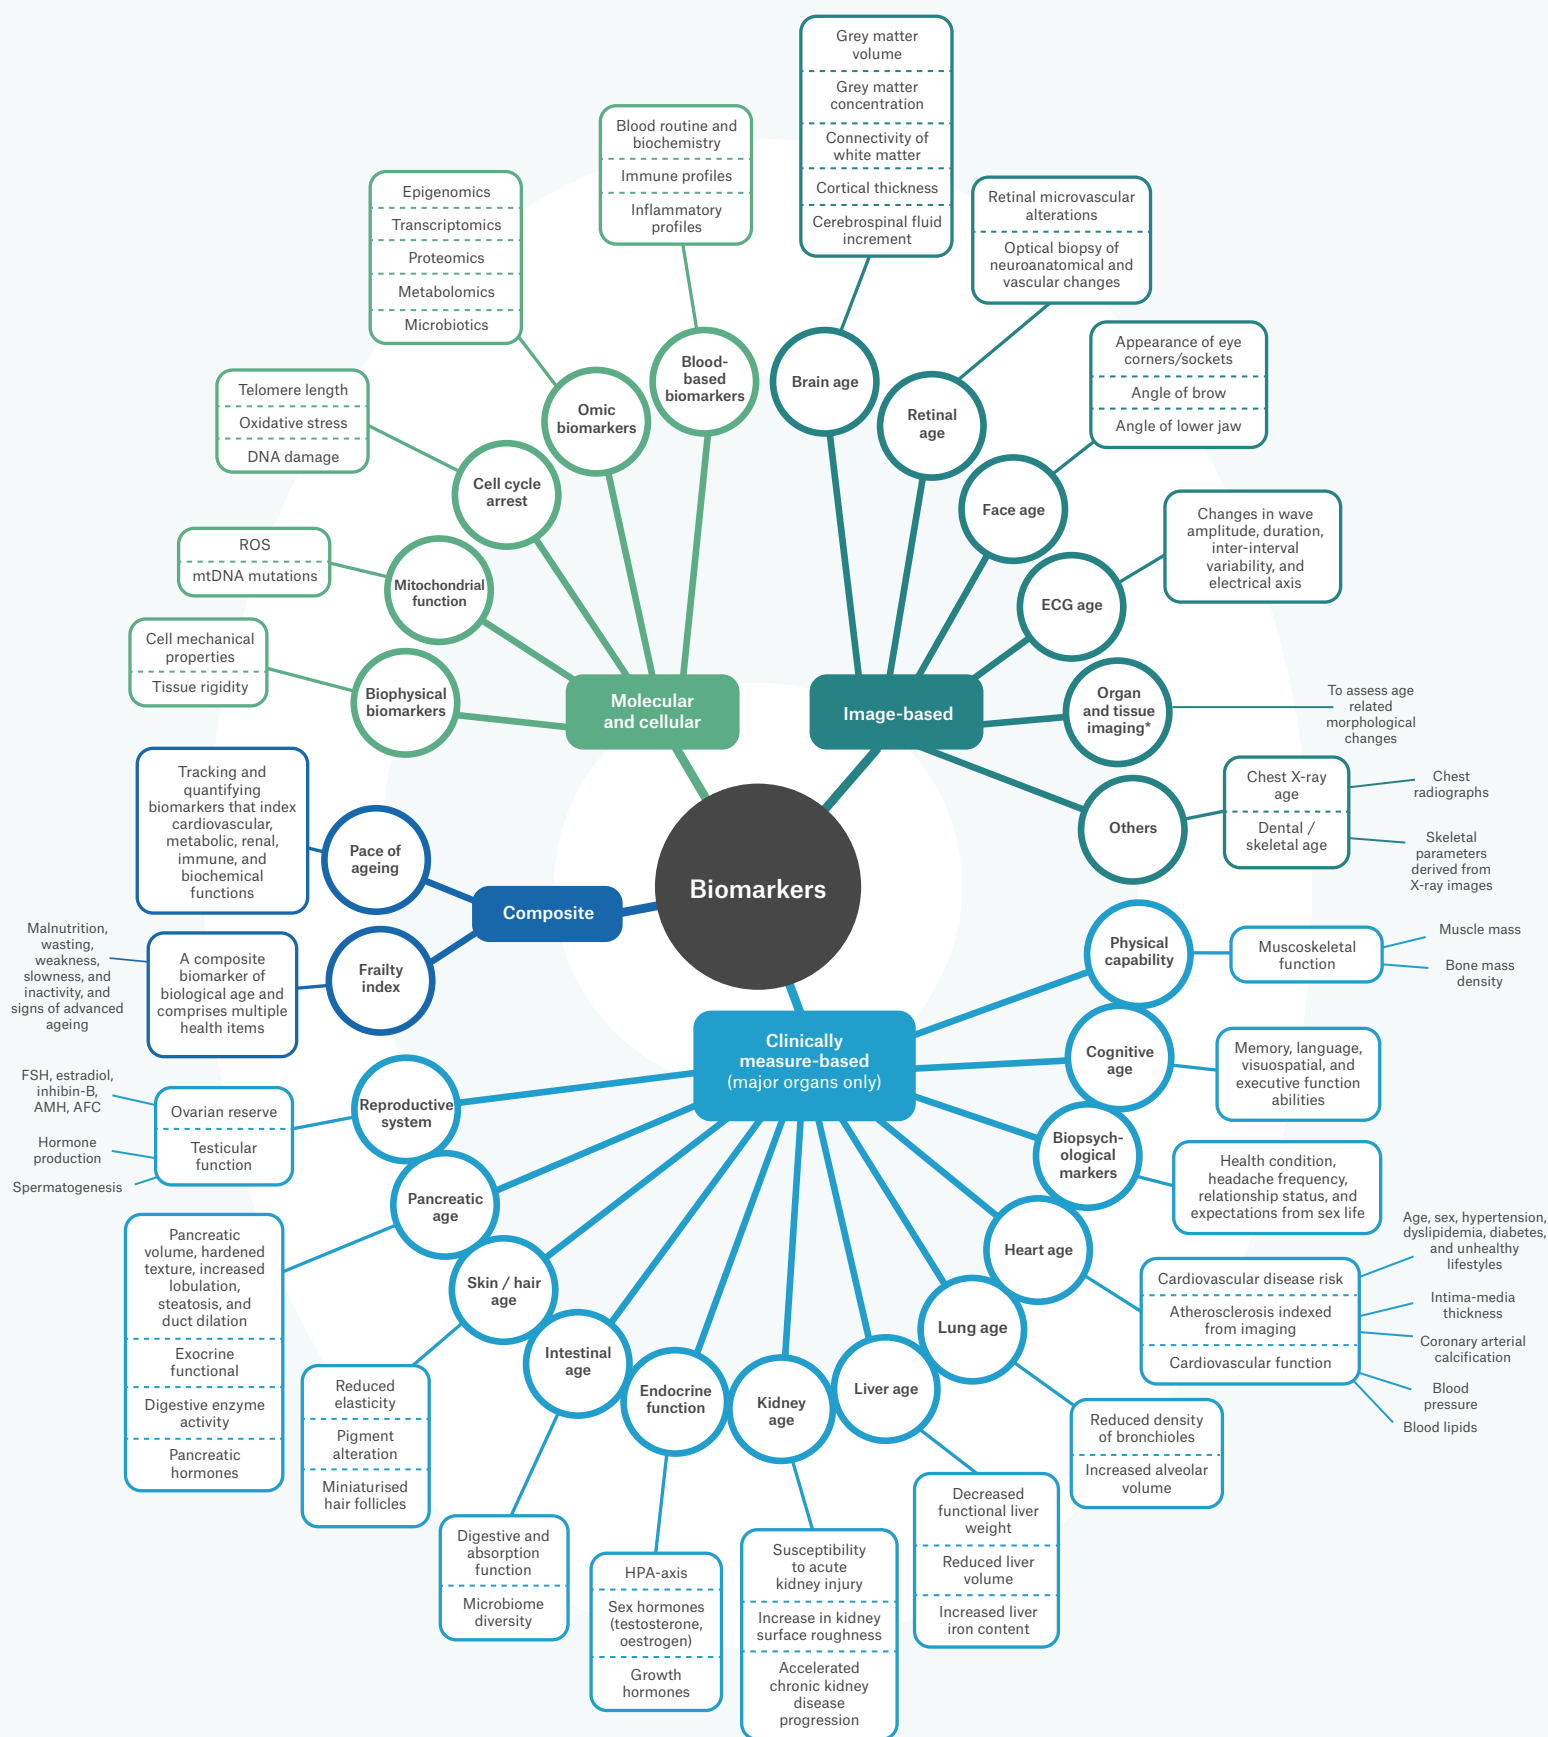 Biomarkers
Molecular
and cellular
Blood-
based
biomarkers
Blood routine and
biochemistry
Immune profiles
Inflammatory
profiles
Omic
biomarkers
Epigenomics
Transcriptomics
Proteomics
Metabolomics
Microbiotics
Cell cycle
arrest
Telomere length
Oxidative stress
DNA damage
Mitochondrial
function
ROS
mtDNA mutations
Biophysical
biomarkers
Cell mechanical
properties
Tissue rigidity
Image-based
Brain age
Grey matter
volume
Grey matter
concentration
Connectivity of
white matter
Cortical thickness
Cerebrospinal fluid
increment
Retinal
age
Retinal microvascular
alterations
Optical biopsy of
neuroanatomical and
vascular changes
Face age
Appearance of eye
corners/sockets
Angle of brow
Angle of lower jaw
ECG age
Changes in wave
amplitude, duration,
inter-interval
variability, and
electrical axis
Organ
and tissue
imaging*
To assess age
related
morphological
changes
Others
Chest X-ray
age
Chest
radiographs
Dental /
skeletal age
Skeletal
parameters
derived from
X-ray images
Composite
Pace of
ageing
Tracking and
quantifying
biomarkers that index
cardiovascular,
metabolic, renal,
immune, and
biochemical
functions
Frailty
index
A composite
biomarker of
biological age and
comprises multiple
health items
Malnutrition,
wasting,
weakness,
slowness, and
inactivity, and
signs of advanced
ageing
Clinically
measure-based
(major organs only)
Physical
capability
Muscoskeletal
function
Muscle mass
Bone mass
density
Cognitive
age
Memory, language,
visuospatial, and
executive function
abilities
Biopsych-
ological
markers
Health condition,
headache frequency,
relationship status, and
expectations from sex life
Heart age
Cardiovascular disease risk
Atherosclerosis indexed
from imaging
Cardiovascular function
Age, sex, hypertension,
dyslipidemia, diabetes,
and unhealthy
lifestyles
Intima-media
thickness
Coronary arterial
calcification
Blood
pressure
Blood lipids
Lung age
Reduced density
of bronchioles
Increased alveolar
volume
Liver age
Decreased
functional liver
weight
Reduced liver
volume
Increased liver
iron content
Kidney
age
Susceptibility
to acute
kidney injury
Increase in kidney
surface roughness
Accelerated
chronic kidney
disease
progression
Endocrine
function
HPA-axis
Sex hormones
(testosterone,
oestrogen)
Growth
hormones
Intestinal
age
Digestive and
absorption
function
Microbiome
diversity
Skin / hair
age
Reduced
elasticity
Pigment
alteration
Miniaturised
hair follicles
Pancreatic
age
Pancreatic
volume, hardened
texture, increased
lobulation,
steatosis, and
duct dilation
Exocrine
functional
Digestive enzyme
activity
Pancreatic
hormones
Reproductive
system
Ovarian reserve
Testicular
function
FSH, estradiol,
inhibin-B,
AMH, AFC
Hormone
production
Spermatogenesis